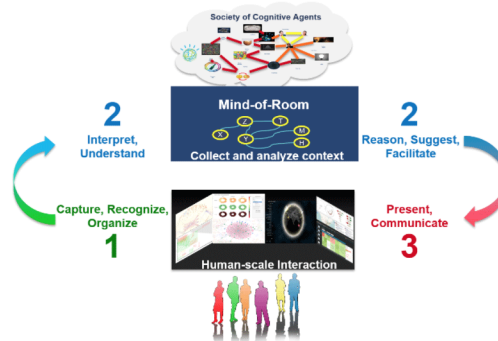 Society of Cognitive Agents
Mind-of-Room
X
Z
Y
T
M
H
Collect and analyze context
2
Interpret,
Understand
2
Reason, Suggest,
Facilitate
Capture, Recognize,
Organize
1
Present,
Communicate
3
Human-scale Interaction